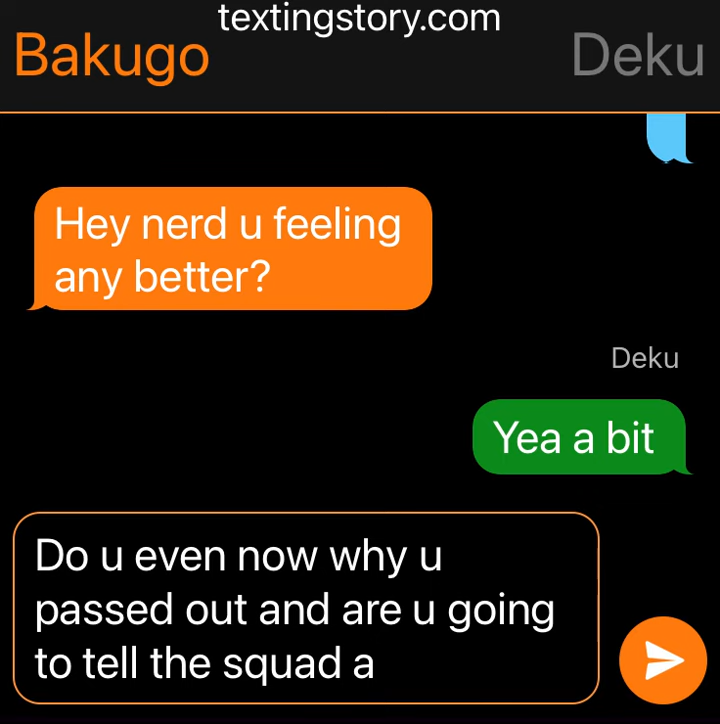 textingstory.com
Bakugo Deku
Hey nerd u feeling
any better?
Deku
Yea a bit
Do u even now why u
passed out and are u going
to tell the squad a